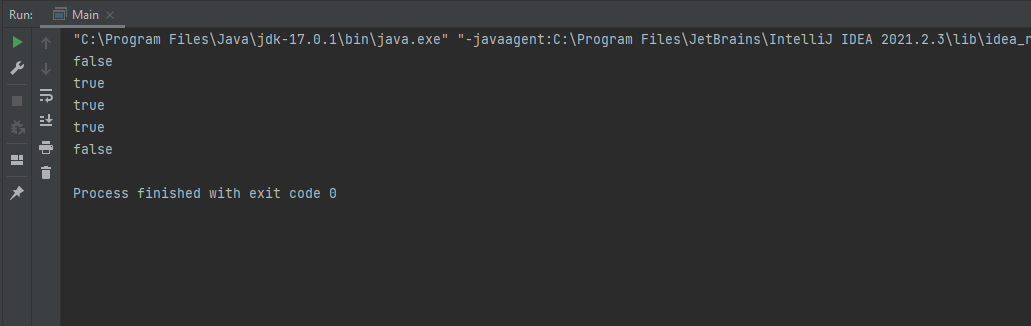 Run: Main
"C:\Program Files\Java\jdk-17.0.1\bin\java.exe" "-javaagent:C:\Program Files\JetBrains\IntelliJ IDEA 2021.2.3\lib\idea_r
false
true
true
true
false
Process finished with exit code 0